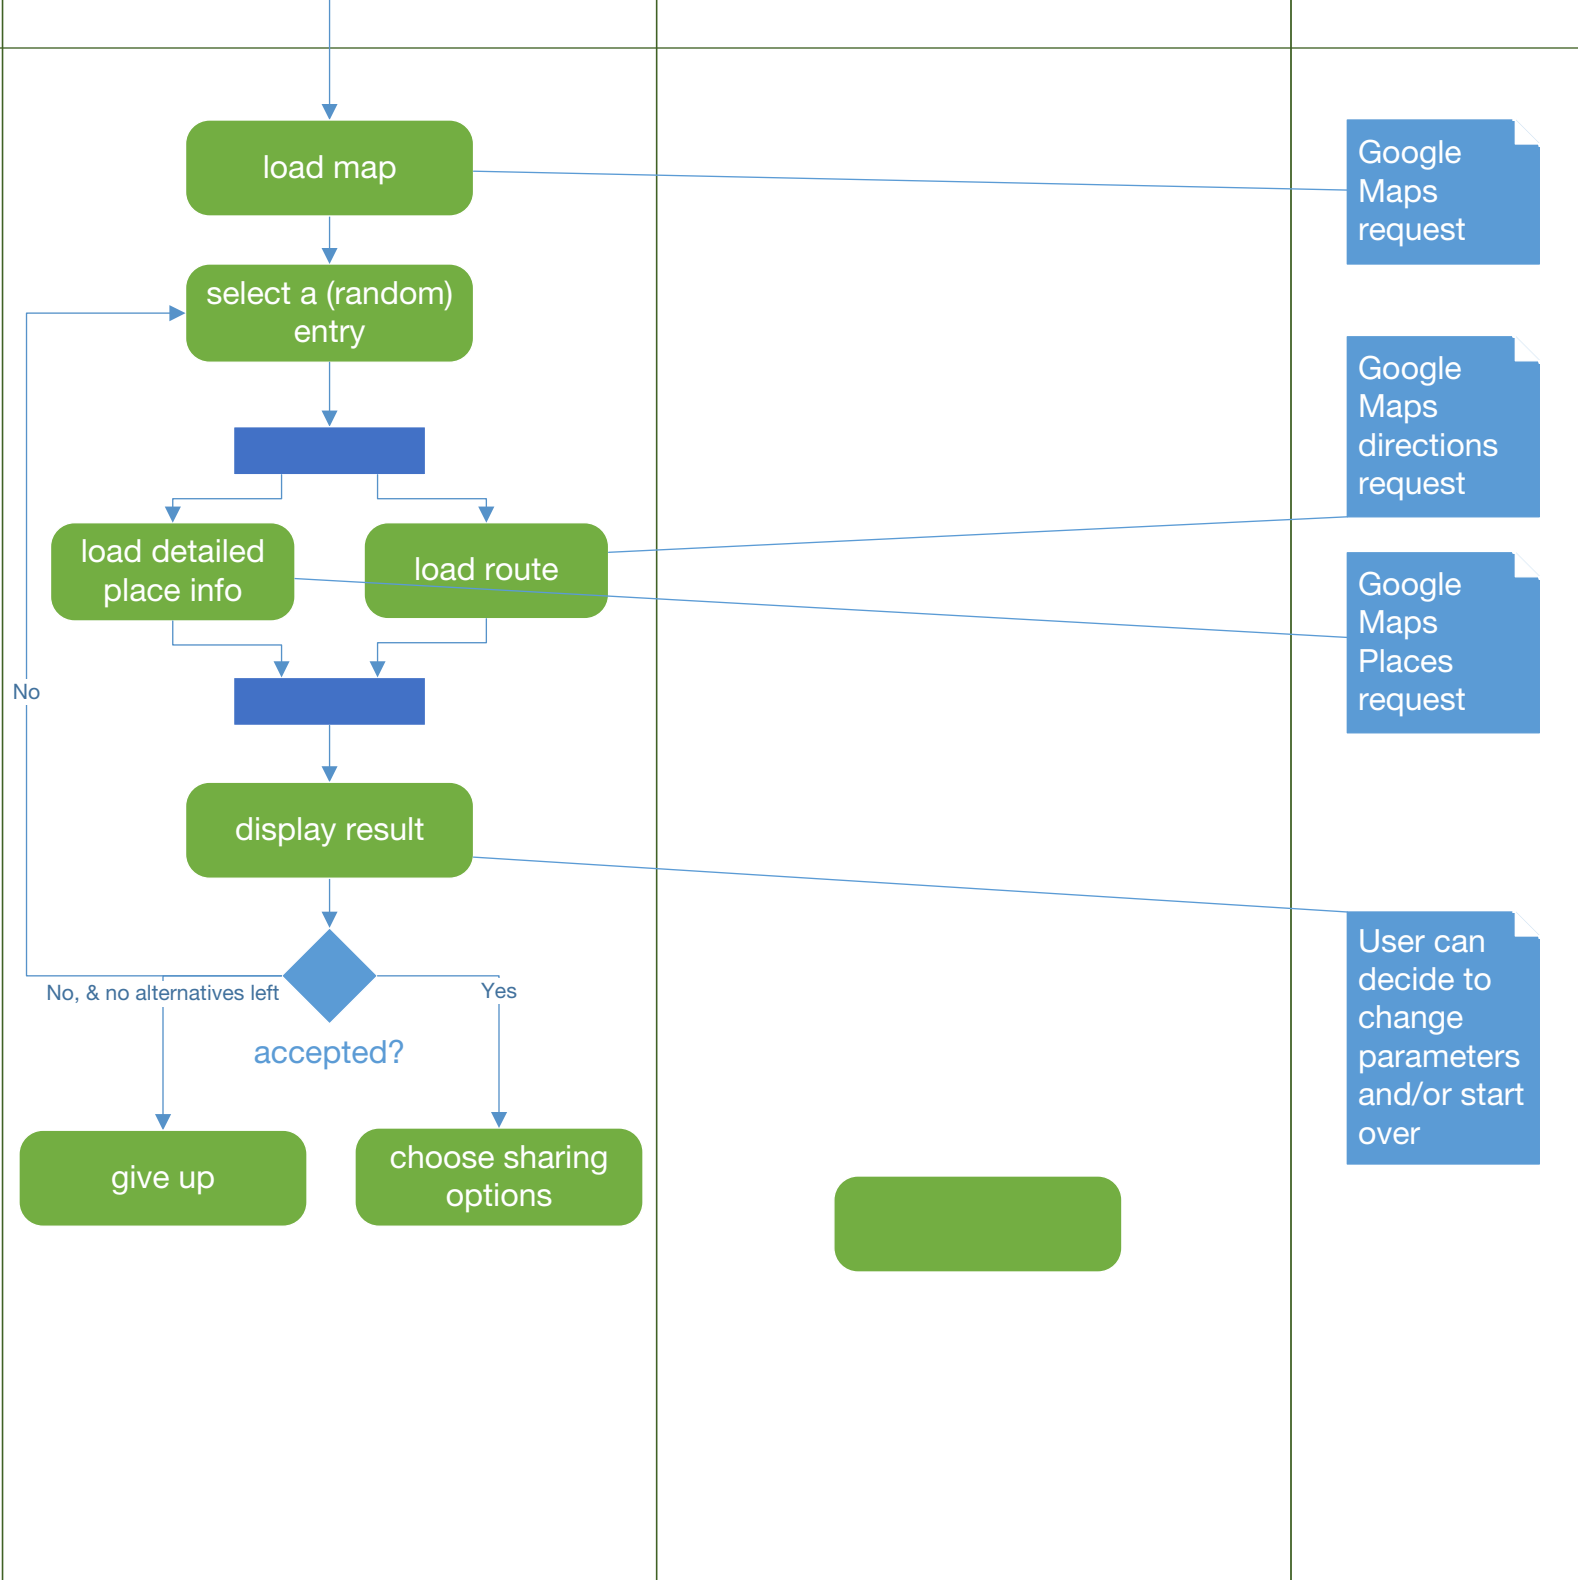 load map
Google
Maps
request
select a (random)
entry
Google
Maps
directions
request
load detailed
place info
load route
Google
Maps
Places
request
No
display result
User can
decide to
change
parameters
and/or start
over
No, & no alternatives left
Yes
accepted?
give up
choose sharing
options